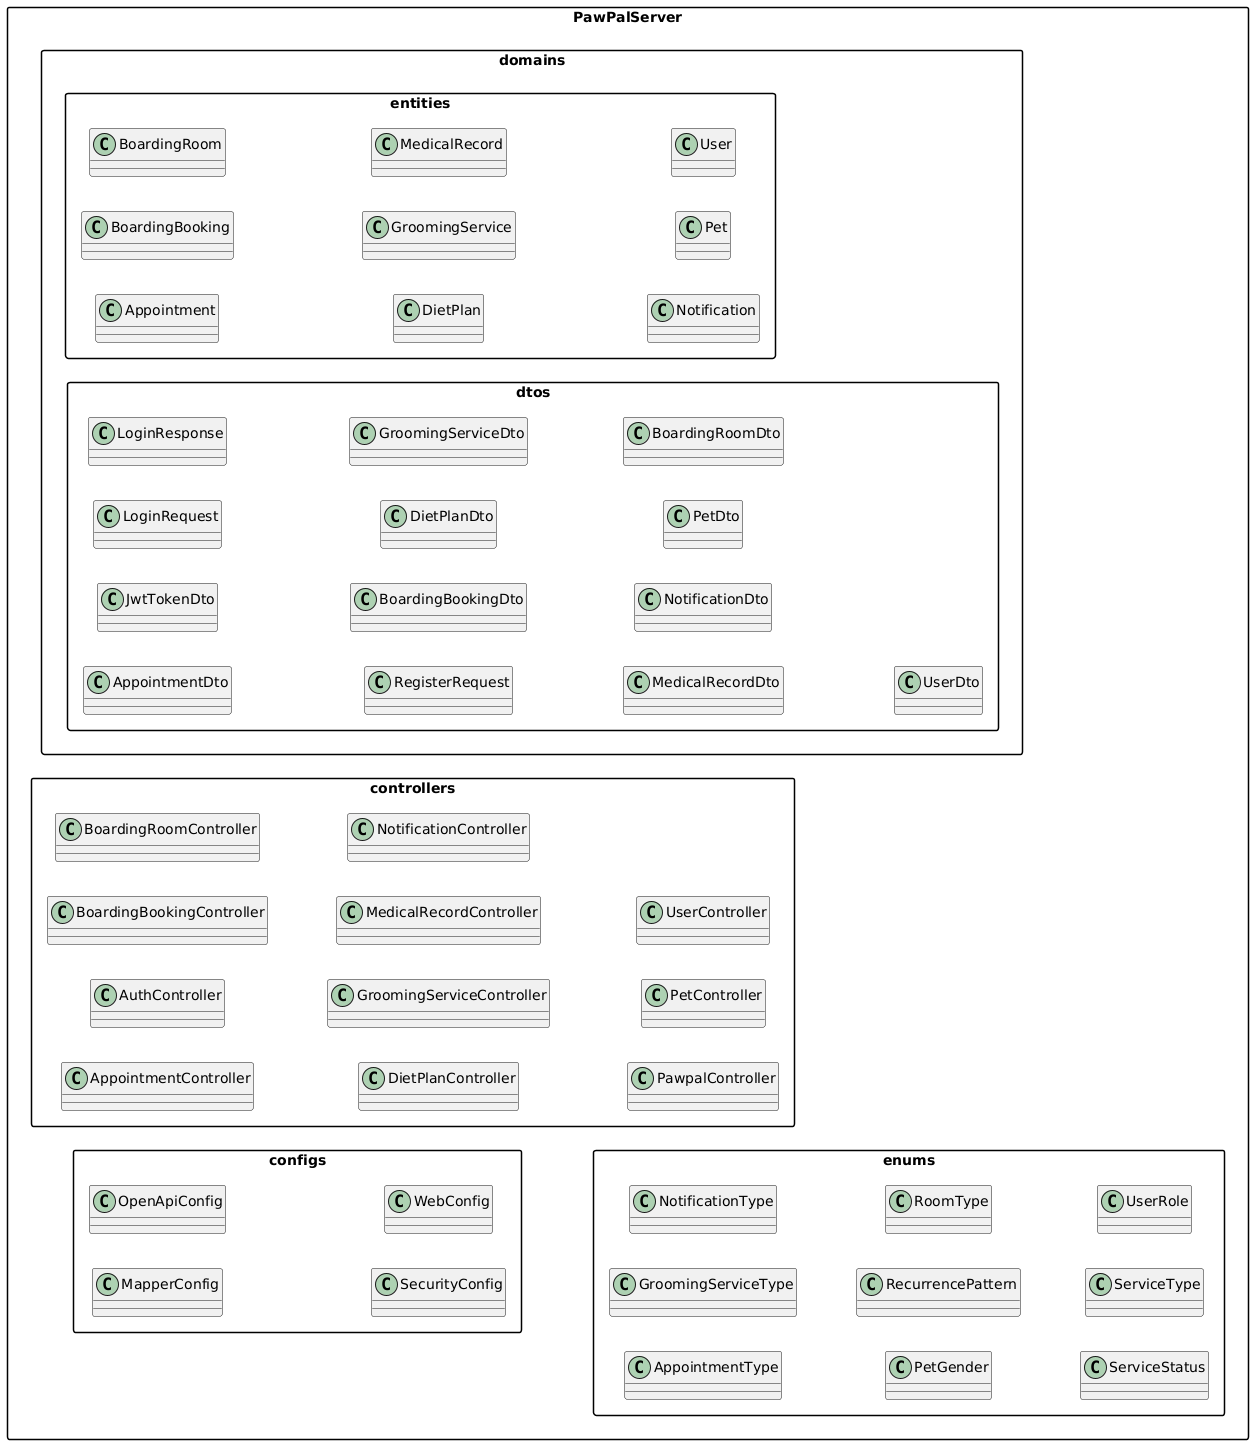 PawPalServer
domains
entities
C BoardingRoom
C MedicalRecord
C User
C BoardingBooking
C GroomingService
C Pet
C Appointment
C DietPlan
C Notification
dtos
C LoginResponse
C GroomingServiceDto
C BoardingRoomDto
C LoginRequest
C DietPlanDto
C PetDto
C JwtTokenDto
C BoardingBookingDto
C NotificationDto
C AppointmentDto
C RegisterRequest
C MedicalRecordDto
C UserDto
controllers
C BoardingRoomController
C NotificationController
C BoardingBookingController
C MedicalRecordController
C UserController
C AuthController
C GroomingServiceController
C PetController
C AppointmentController
C DietPlanController
C PawpalController
configs
C OpenApiConfig
C WebConfig
C MapperConfig
C SecurityConfig
enums
C NotificationType
C RoomType
C UserRole
C GroomingServiceType
C RecurrencePattern
C ServiceType
C AppointmentType
C PetGender
C ServiceStatus